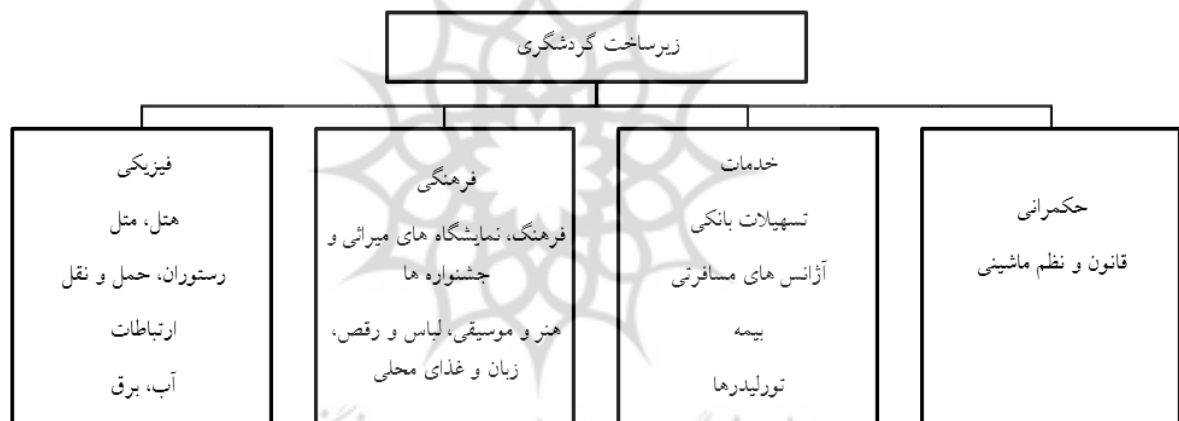 زیرساخت گردشگری
حکمرانی
قانون و نظم ماشینی
خدمات
تسهیلات بانکی
آژانس های مسافرتی
بیمه
تورلیدرها
فرهنگی
فرهنگ، نمایشگاه های میراثی و
جشنواره ها
هنر و موسیقی، لباس و رقص،
زبان و غذای محلی
فیزیکی
هتل، متل
رستوران، حمل و نقل
ارتباطات
آب، برق